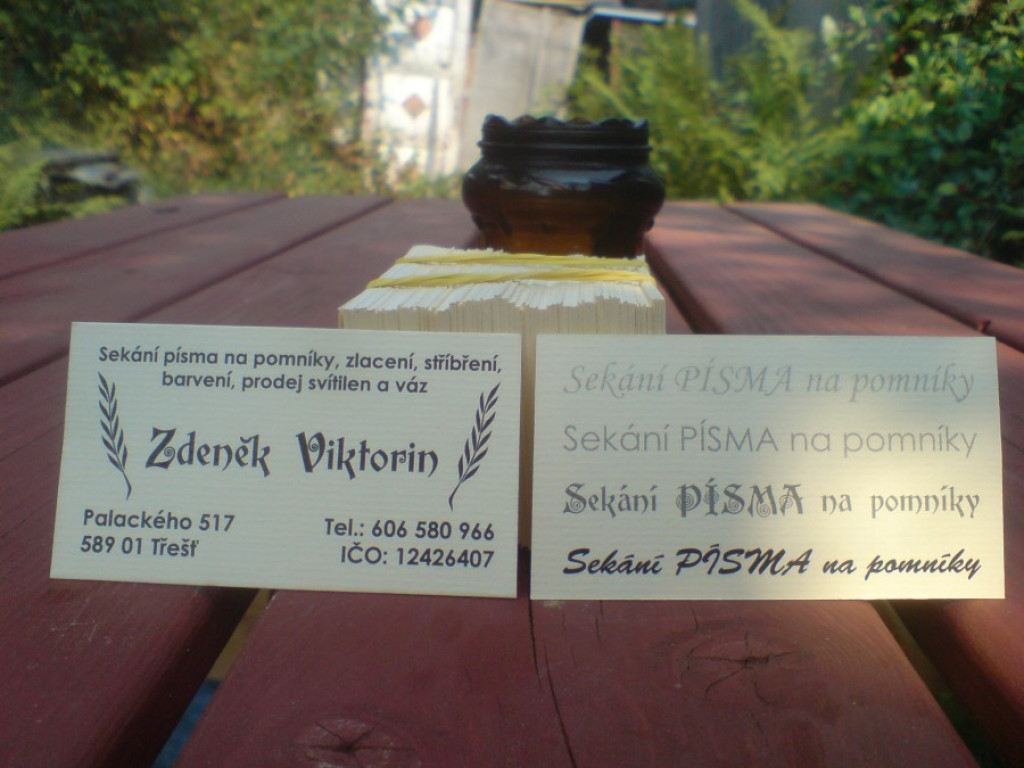 Sekání písma na pomníky, zlacení, stříbření,
barvení, prodej svítilen a váz
Zdeněk Viktorin
Palackého 517
589 01 Třešť
Tel.: 606 580 966
IČO: 12426407
Sekání PÍSMA na pomníky
Sekání PÍSMA na pomníky
Sekání PÍSMA na pomníky
Sekání PÍSMA na pomníky